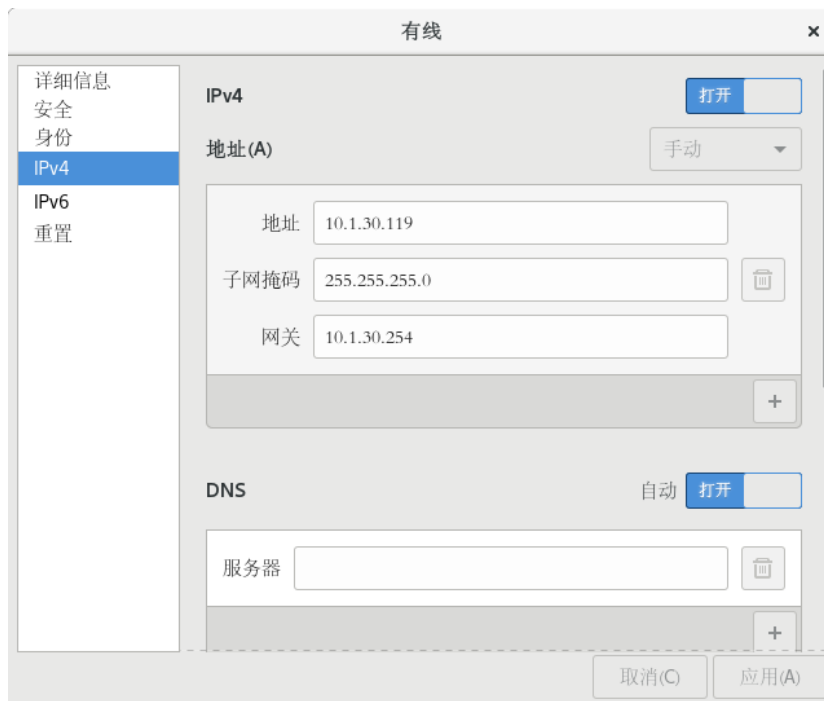 有线
×
详细信息
安全
身份
IPv4
IPv6
重置
IPv4 打开
地址(A) 手动
地址 10.1.30.119
子网掩码 255.255.255.0
网关 10.1.30.254
+
DNS 自动 打开
服务器
+
取消(C) 应用(A)